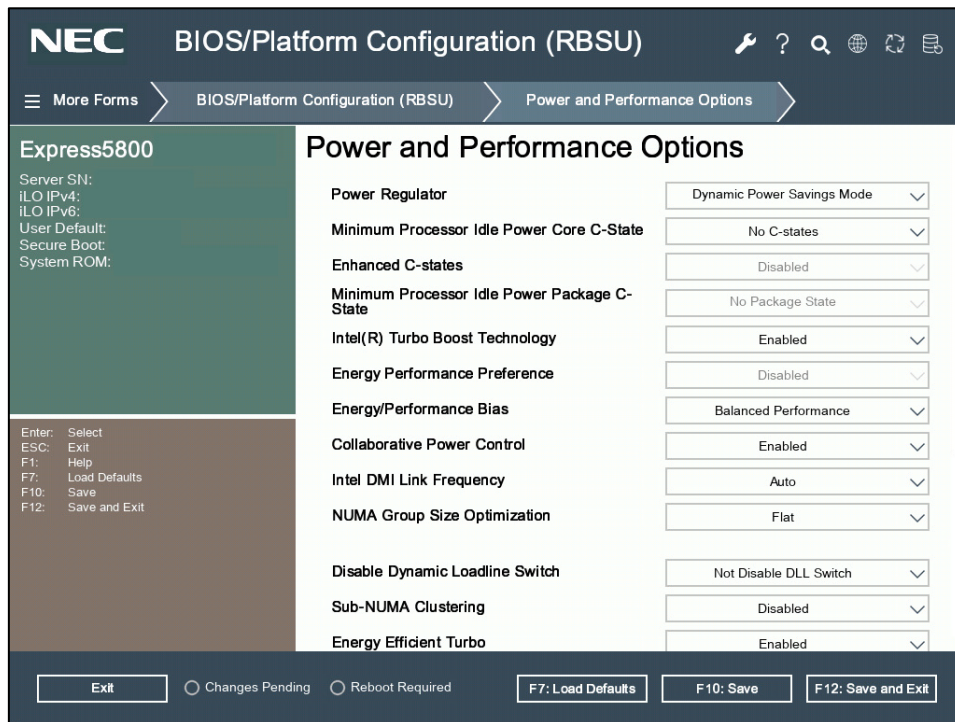 NEC BIOS/Platform Configuration (RBSU)
More Forms BIOS/Platform Configuration (RBSU) Power and Performance Options
Express5800
Server SN:
iLO IPv4:
iLO IPv6:
User Default:
Secure Boot:
System ROM:
Enter: Select
ESC: Exit
F1: Help
F7: Load Defaults
F10: Save
F12: Save and Exit
Power and Performance Options
Power Regulator Dynamic Power Savings Mode
Minimum Processor Idle Power Core C-State No C-states
Enhanced C-states Disabled
Minimum Processor Idle Power Package C-
State No Package State
Intel(R) Turbo Boost Technology Enabled
Energy Performance Preference Disabled
Energy/Performance Bias Balanced Performance
Collaborative Power Control Enabled
Intel DMI Link Frequency Auto
NUMA Group Size Optimization Flat
Disable Dynamic Loadline Switch Not Disable DLL Switch
Sub-NUMA Clustering Disabled
Energy Efficient Turbo Enabled
Exit Changes Pending Reboot Required F7: Load Defaults F10: Save F12: Save and Exit